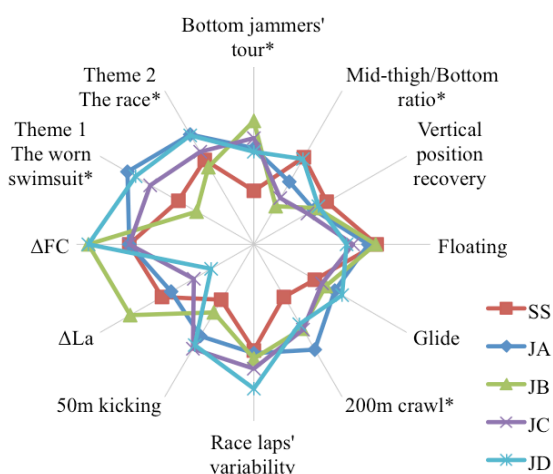 Bottom jammers'
tour*
Mid-thigh/Bottom
ratio*
Vertical
position
recovery
Floating
Glide
200m crawl*
Race laps'
variability
50m kicking
ΔLa
ΔFC
Theme 1
The worn
swimsuit*
Theme 2
The race*
SS
JA
JB
JC
JD